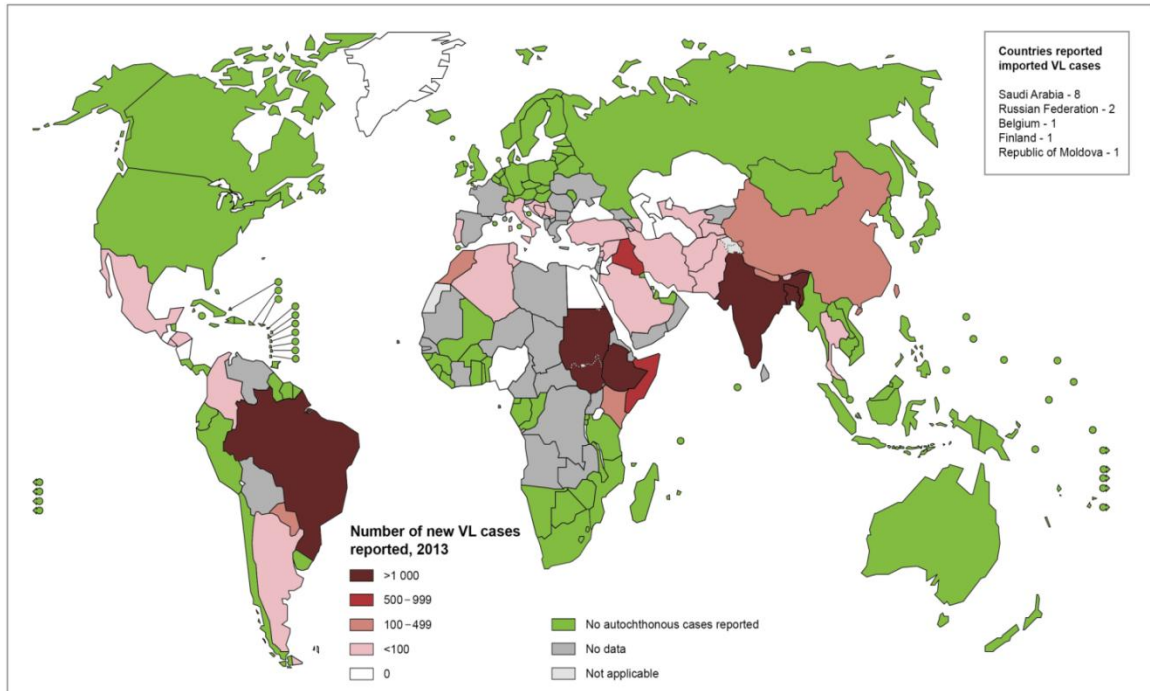 Countries reported
imported VL cases
Saudi Arabia - 8
Russian Federation - 2
Belgium - 1
Finland - 1
Republic of Moldova - 1
Number of new VL cases
reported, 2013
>1 000
500–999
100–499
<100
0
No autochthonous cases reported
No data
Not applicable